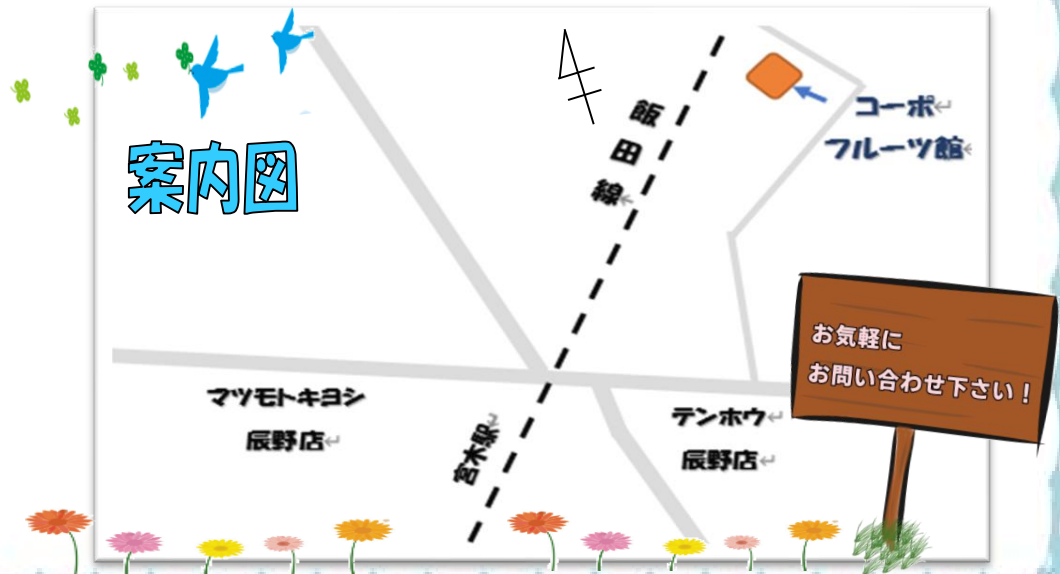 案内図
飯田線
コーポ
フルーツ館
お気軽に
お問い合わせ下さい！
マツモトキヨシ
辰野店
宮木駅
テンホウ
辰野店